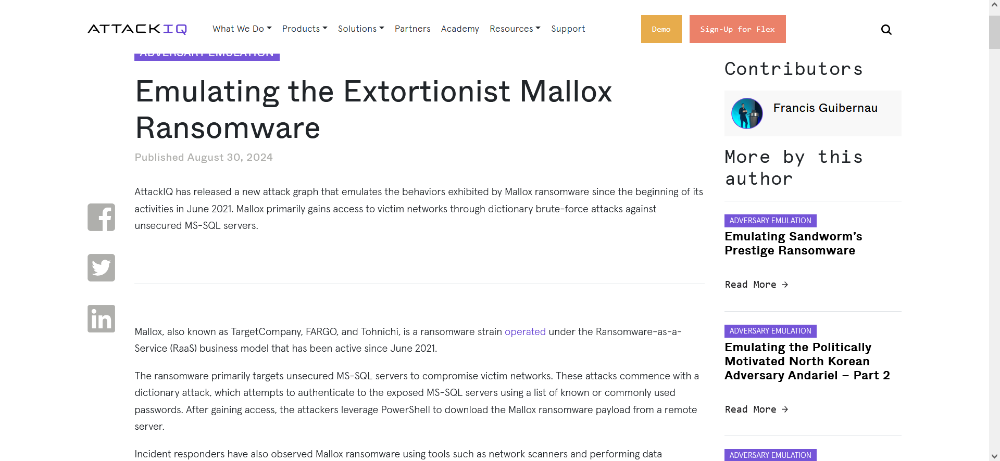 ATTACKIQ
What We Do
Products
Solutions
Partners
Academy
Resources
Support
Demo
Sign-Up for Flex
ADVERSARY EMULATION
Emulating the Extortionist Mallox
Ransomware
Published August 30, 2024
AttackIQ has released a new attack graph that emulates the behaviors exhibited by Mallox ransomware since the beginning of its
activities in June 2021. Mallox primarily gains access to victim networks through dictionary brute-force attacks against
unsecured MS-SQL servers.
Mallox, also known as TargetCompany, FARGO, and Tohnichi, is a ransomware strain operated under the Ransomware-as-a-
Service (RaaS) business model that has been active since June 2021.
The ransomware primarily targets unsecured MS-SQL servers to compromise victim networks. These attacks commence with a
dictionary attack, which attempts to authenticate to the exposed MS-SQL servers using a list of known or commonly used
passwords. After gaining access, the attackers leverage PowerShell to download the Mallox ransomware payload from a remote
server.
Incident responders have also observed Mallox ransomware using tools such as network scanners and performing data
Contributors
Francis Guibernau
More by this
author
ADVERSARY EMULATION
Emulating Sandworm's
Prestige Ransomware
Read More →
ADVERSARY EMULATION
Emulating the Politically
Motivated North Korean
Adversary Andariel – Part 2
Read More →
ADVERSARY EMULATION